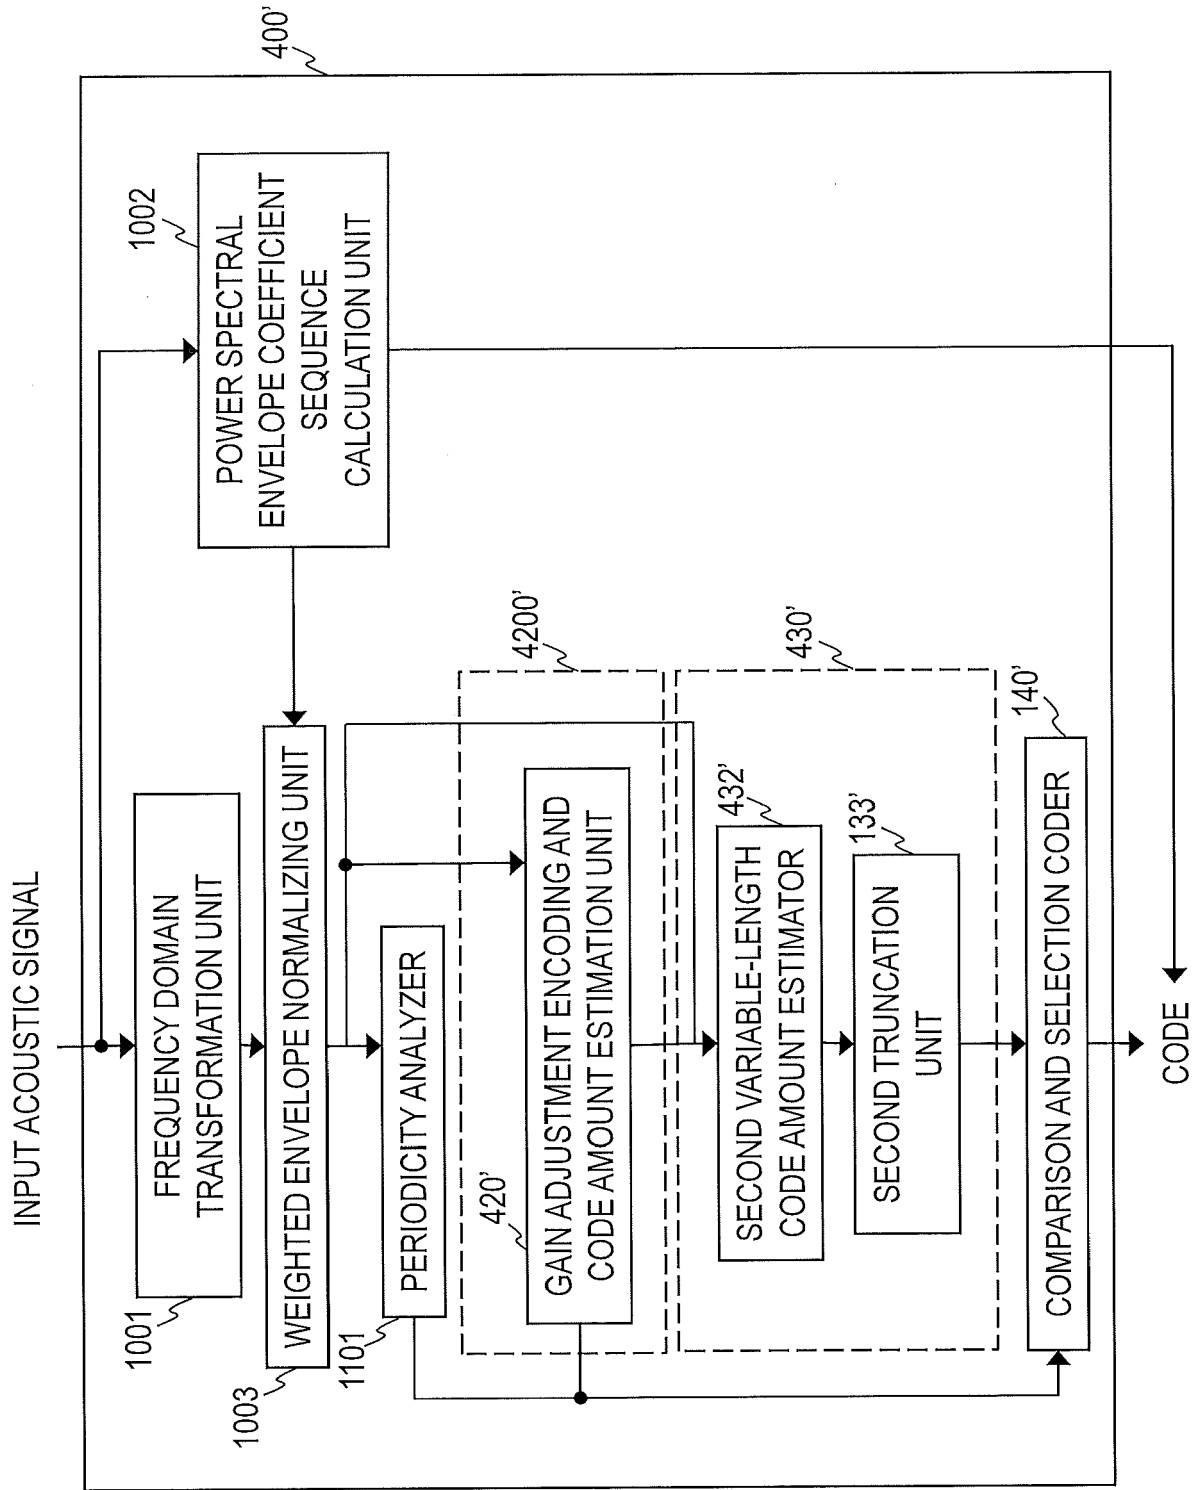 400'
INPUT ACOUSTIC SIGNAL
1001
FREQUENCY DOMAIN
TRANSFORMATION UNIT
1002
POWER SPECTRAL
ENVELOPE COEFFICIENT
SEQUENCE
CALCULATION UNIT
1003
WEIGHTED ENVELOPE NORMALIZING UNIT
1101
PERIODICITY ANALYZER
4200'
420'
GAIN ADJUSTMENT ENCODING AND
CODE AMOUNT ESTIMATION UNIT
430'
432'
SECOND VARIABLE-LENGTH
CODE AMOUNT ESTIMATOR
133'
SECOND TRUNCATION
UNIT
140'
COMPARISON AND SELECTION CODER
CODE